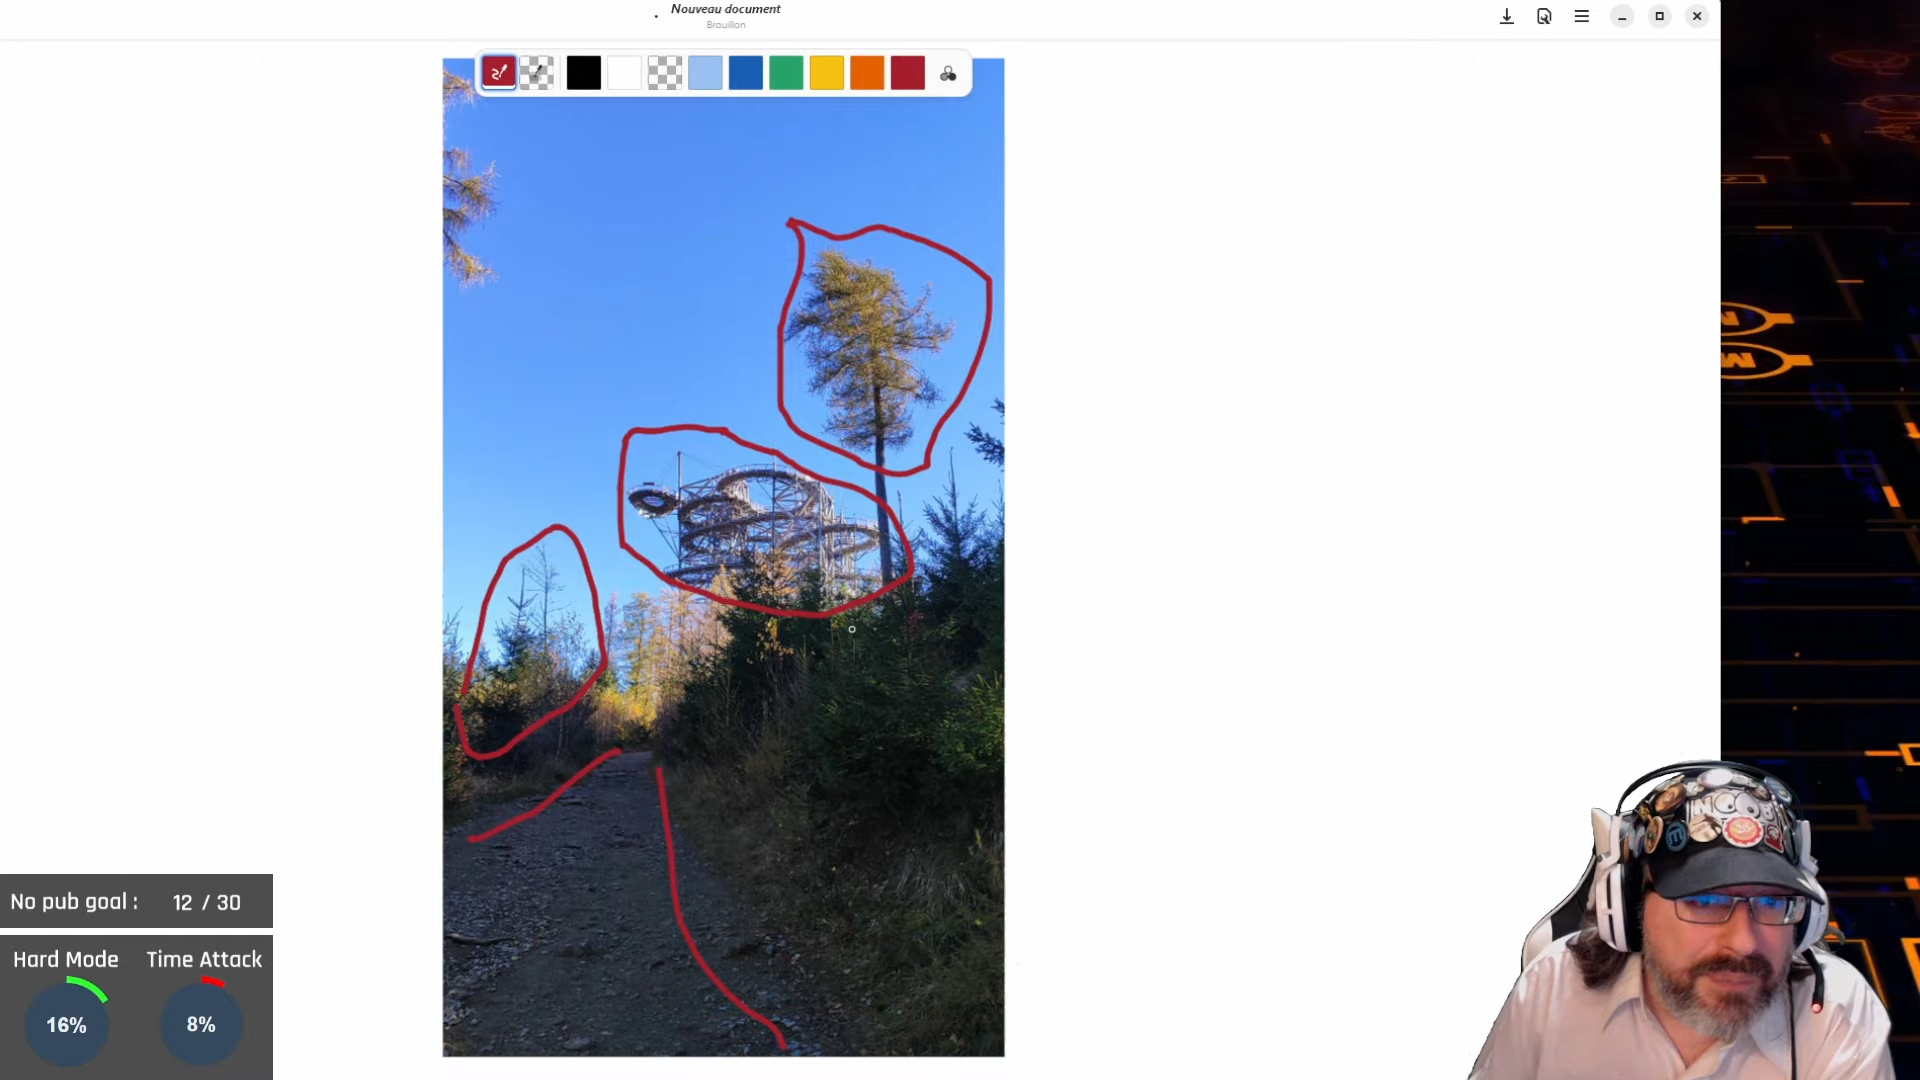 Nouveau document
Brouillon
No pub goal : 12 / 30
Hard Mode Time Attack
16% 8%